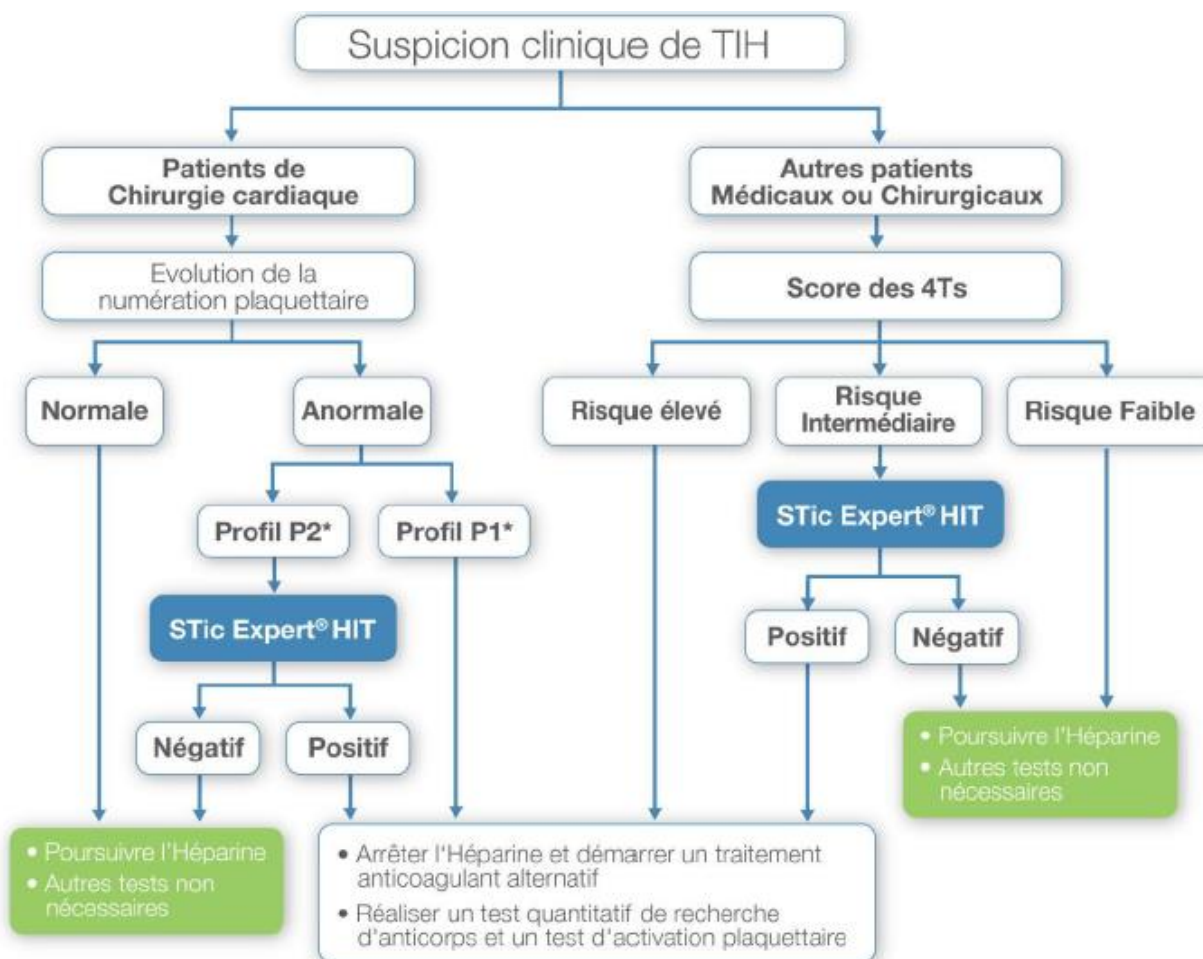 Suspicion clinique de TIH
Patients de
Chirurgie cardiaque
Autres patients
Médicaux ou Chirurgicaux
Evolution de la
numération plaquettaire
Score des 4Ts
Normale
Anormale
Risque élevé
Risque
Intermédiaire
Risque Faible
Profil P2*
Profil P1*
STic Expert® HIT
STic Expert® HIT
Positif
Négatif
Négatif
Positif
• Poursuivre l'Héparine
• Autres tests non
nécessaires
• Poursuivre l'Héparine
• Autres tests non
nécessaires
• Arrêter l'Héparine et démarrer un traitement
anticoagulant alternatif
• Réaliser un test quantitatif de recherche
d'anticorps et un test d'activation plaquettaire